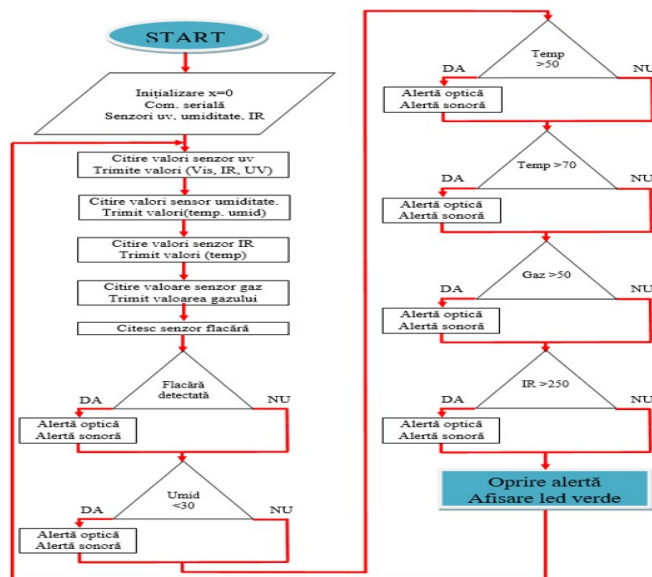 START
Inițializare x=0
Com. serială
Senzori uv. umiditate. IR
Citire valori senzor uv
Trimite valori (Vis, IR, UV)
Citire valori sensor umiditate.
Trimit valori(temp. umid)
Citire valori senzor IR
Trimit valori (temp)
Citire valoare senzor gaz
Trimit valoarea gazului
Citesc senzor flacără
Flacără
detectată
DA
NU
Alertă optică
Alertă sonoră
Umid
<30
DA
NU
Alertă optică
Alertă sonoră
Temp
>50
DA
NU
Alertă optică
Alertă sonoră
Temp >70
DA
NU
Alertă optică
Alertă sonoră
Gaz >50
DA
NU
Alertă optică
Alertă sonoră
IR >250
DA
NU
Alertă optică
Alertă sonoră
Oprire alertă
Afisare led verde